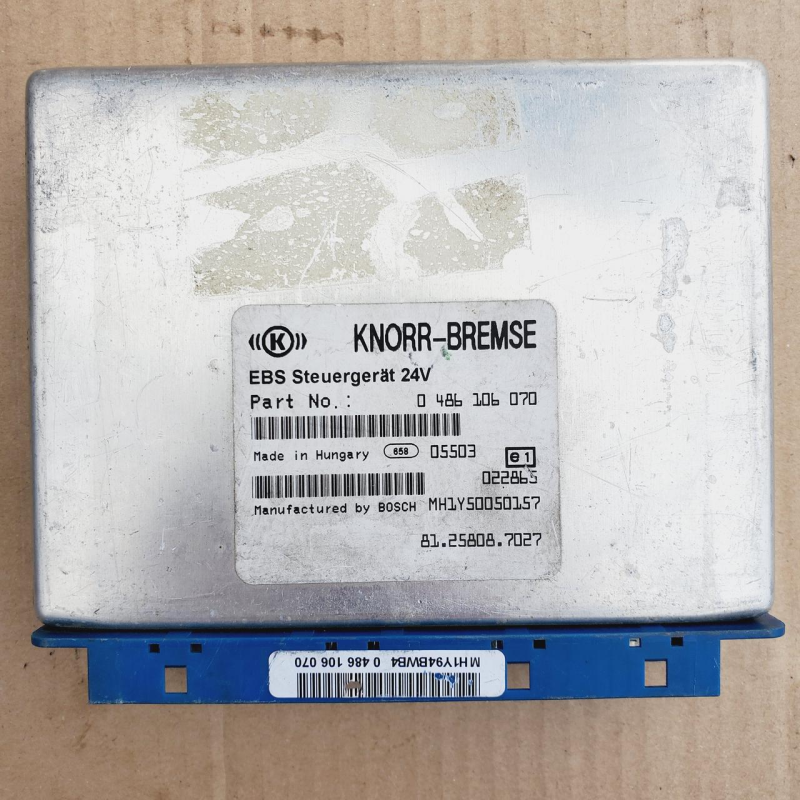 ((K)) KNORR-BREMSE
EBS Steuergerät 24V
Part No.: 0 486 106 070
Made in Hungary 658 05503 e1
022865
Manufactured by BOSCH MH1Y50050157
81.25808.7027
MH1Y94BWB4 0 486 106 070